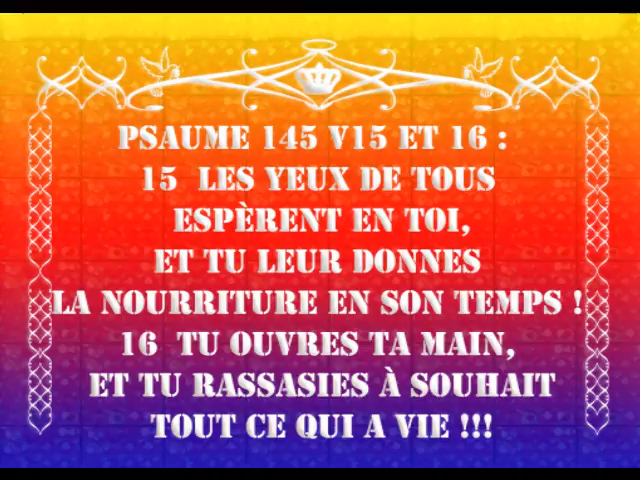 PSAUME 145 V15 ET 16 :
15 LES YEUX DE TOUS
ESPÈRENT EN TOI,
ET TU LEUR DONNES
LA NOURRITURE EN SON TEMPS !
16 TU OUVRES TA MAIN,
ET TU RASSASIES À SOUHAIT
TOUT CE QUI A VIE !!!